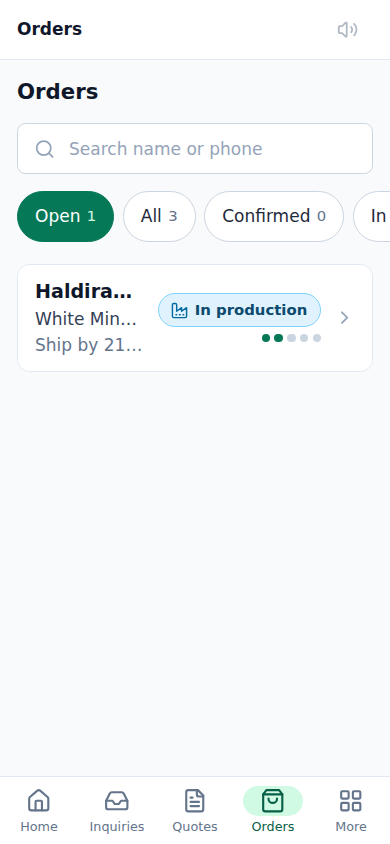 Orders
Orders
Search name or phone
Open 1
All 3
Confirmed 0
In
Haldira...
White Min...
Ship by 21...
In production
Home
Inquiries
Quotes
Orders
More